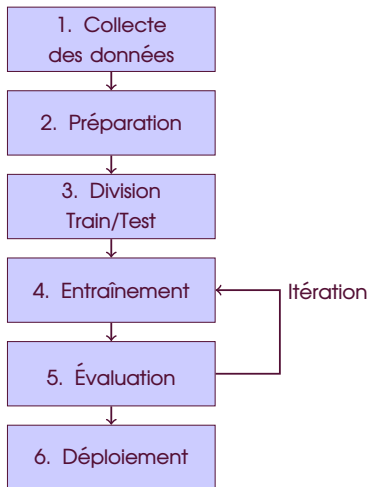 1. Collecte
des données
2. Préparation
3. Division
Train/Test
4. Entraînement
Itération
5. Évaluation
6. Déploiement